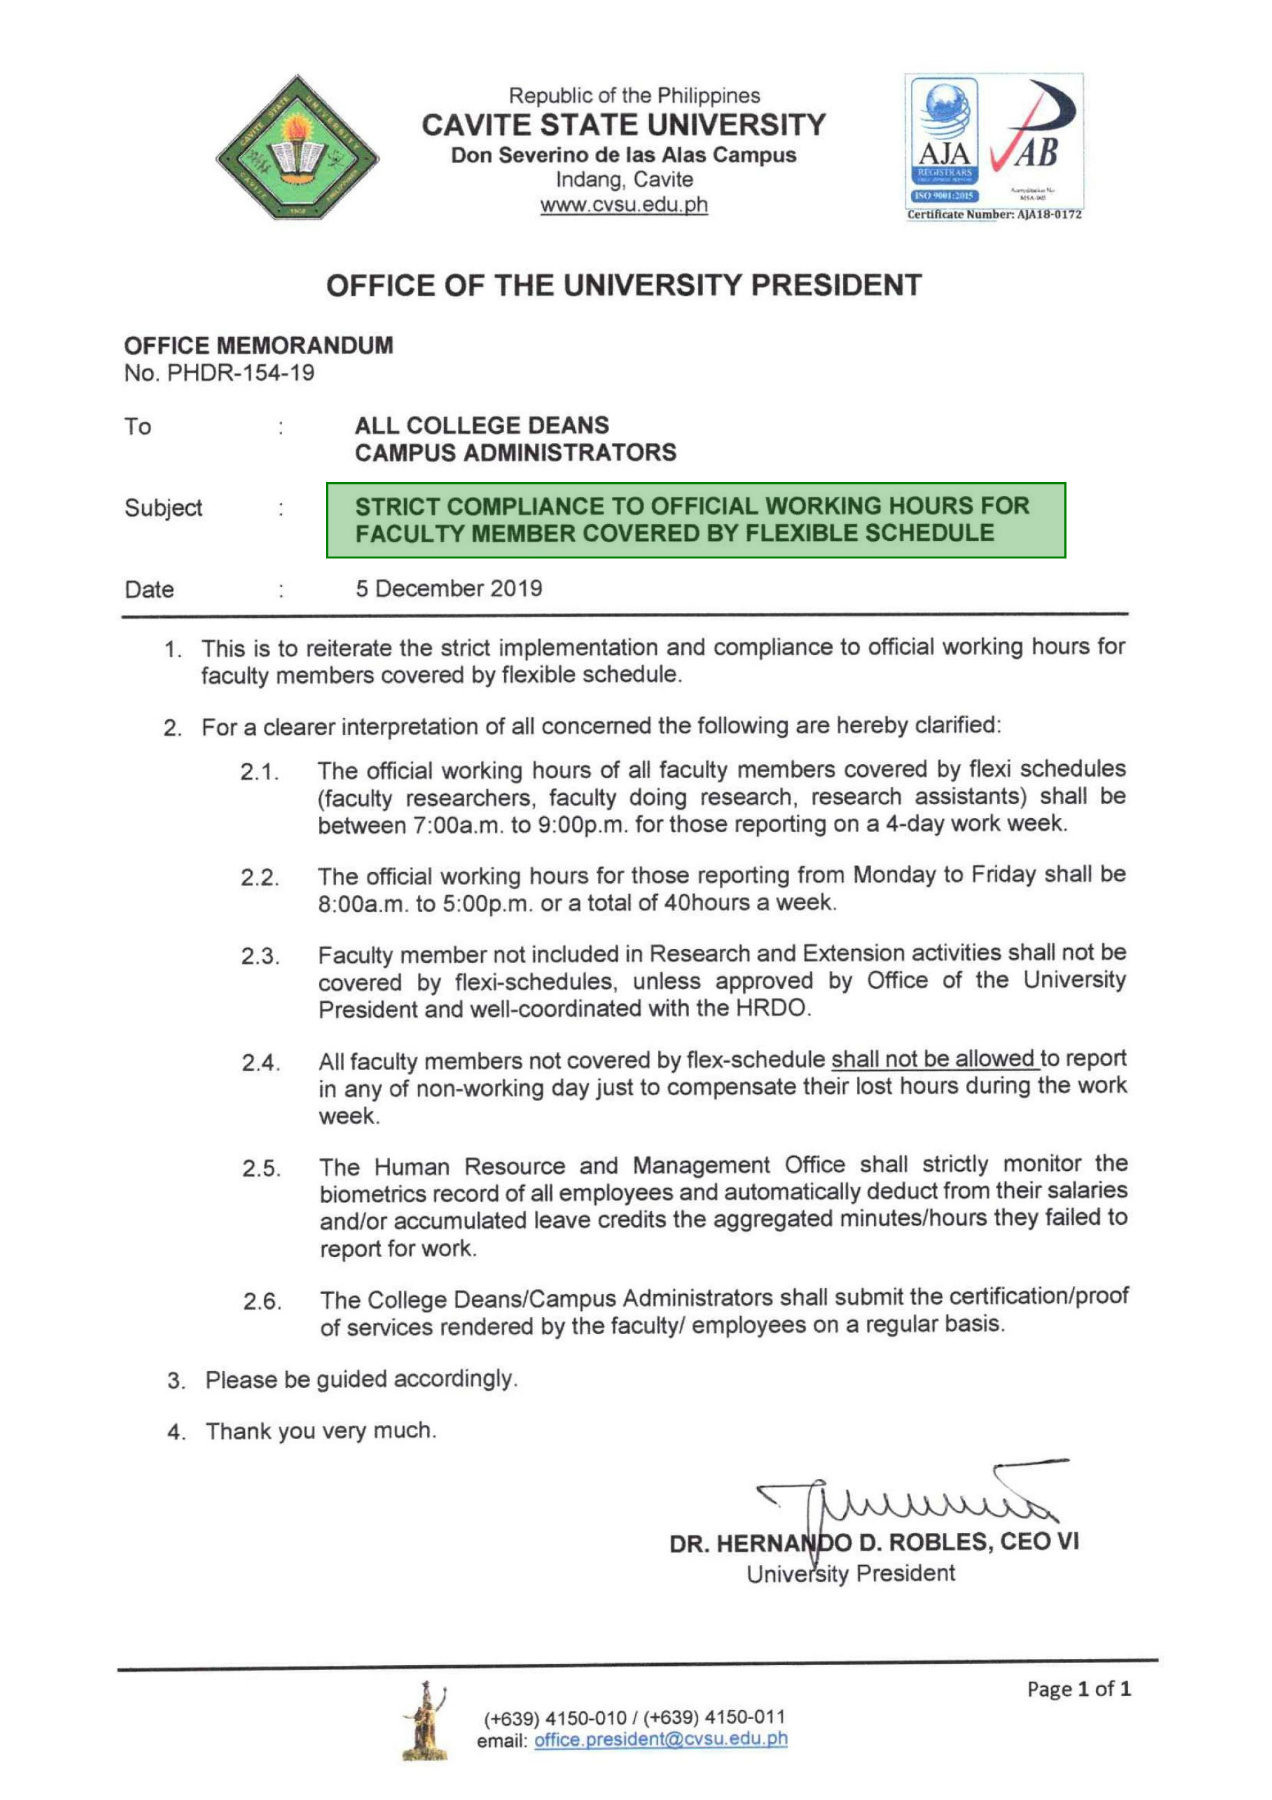 Republic of the Philippines
CAVITE STATE UNIVERSITY
Don Severino de las Alas Campus
Indang, Cavite
www.cvsu.edu.ph
CAVITE STATE UNIVERSITY
CAVITE PHILIPPINES
1906
AJA
REGISTRARS
ISO 9001:2015
PAB
Accreditation No
Certificate Number: AJA18-0172
OFFICE OF THE UNIVERSITY PRESIDENT
OFFICE MEMORANDUM
No. PHDR-154-19
To : ALL COLLEGE DEANS
CAMPUS ADMINISTRATORS
Subject : STRICT COMPLIANCE TO OFFICIAL WORKING HOURS FOR
FACULTY MEMBER COVERED BY FLEXIBLE SCHEDULE
Date : 5 December 2019
1. This is to reiterate the strict implementation and compliance to official working hours for
faculty members covered by flexible schedule.
2. For a clearer interpretation of all concerned the following are hereby clarified:
2.1. The official working hours of all faculty members covered by flexi schedules
(faculty researchers, faculty doing research, research assistants) shall be
between 7:00a.m. to 9:00p.m. for those reporting on a 4-day work week.
2.2. The official working hours for those reporting from Monday to Friday shall be
8:00a.m. to 5:00p.m. or a total of 40hours a week.
2.3. Faculty member not included in Research and Extension activities shall not be
covered by flexi-schedules, unless approved by Office of the University
President and well-coordinated with the HRDO.
2.4. All faculty members not covered by flex-schedule shall not be allowed to report
in any of non-working day just to compensate their lost hours during the work
week.
2.5. The Human Resource and Management Office shall strictly monitor the
biometrics record of all employees and automatically deduct from their salaries
and/or accumulated leave credits the aggregated minutes/hours they failed to
report for work.
2.6. The College Deans/Campus Administrators shall submit the certification/proof
of services rendered by the faculty/ employees on a regular basis.
3. Please be guided accordingly.
4. Thank you very much.
DR. HERNANDO D. ROBLES, CEO VI
University President
Page 1 of 1
(+639) 4150-010 / (+639) 4150-011
email: office.president@cvsu.edu.ph